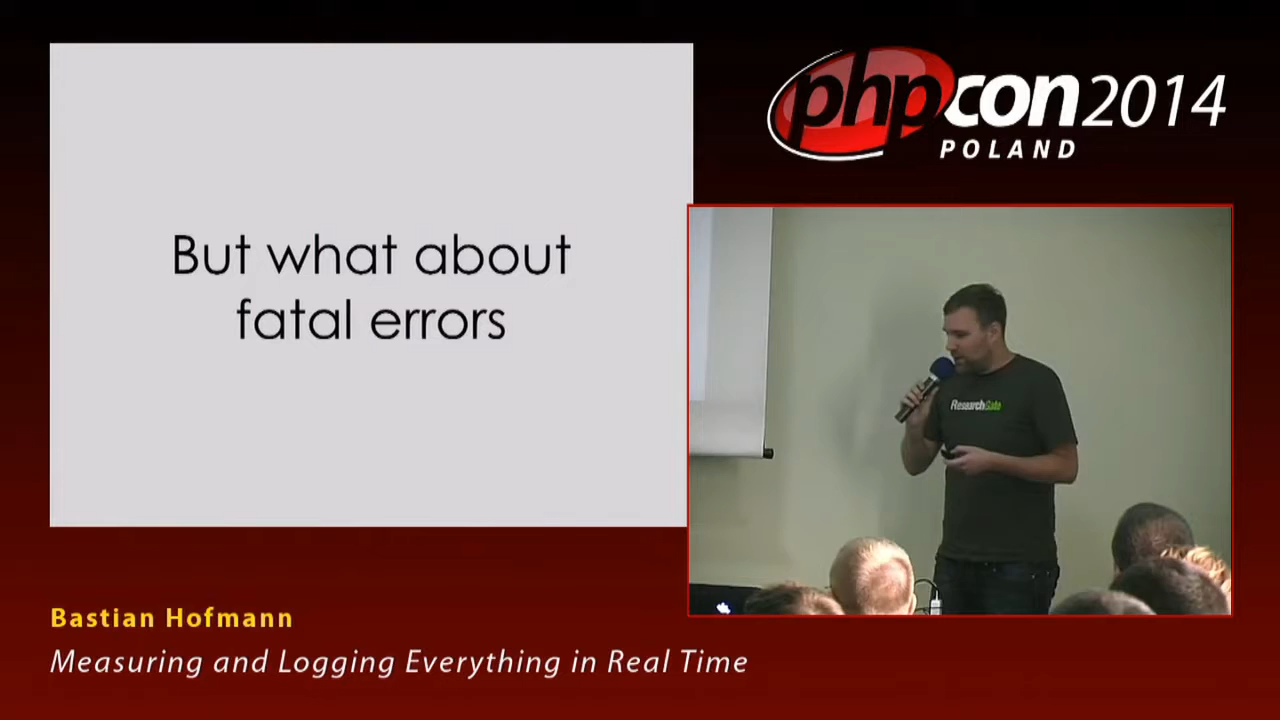 But what about
fatal errors
phpcon2014
POLAND
ResearchGate
Bastian Hofmann
Measuring and Logging Everything in Real Time